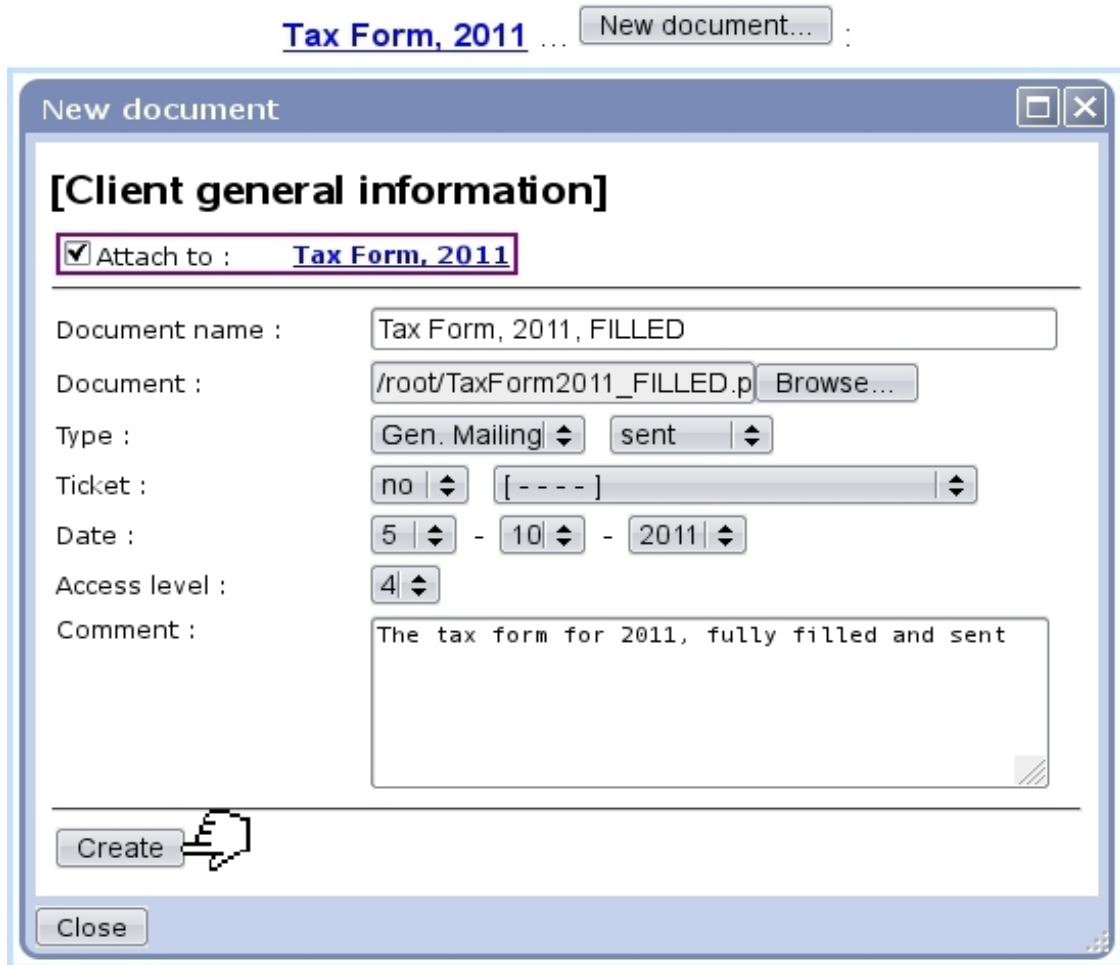 Tax Form, 2011 ... New document... :
New document
[Client general information]
Attach to : Tax Form, 2011
Document name : Tax Form, 2011, FILLED
Document : /root/TaxForm2011_FILLED.p Browse...
Type : Gen. Mailing sent
Ticket : no [ - - - - ]
Date : 5 - 10 - 2011
Access level : 4
Comment : The tax form for 2011, fully filled and sent
Create
Close